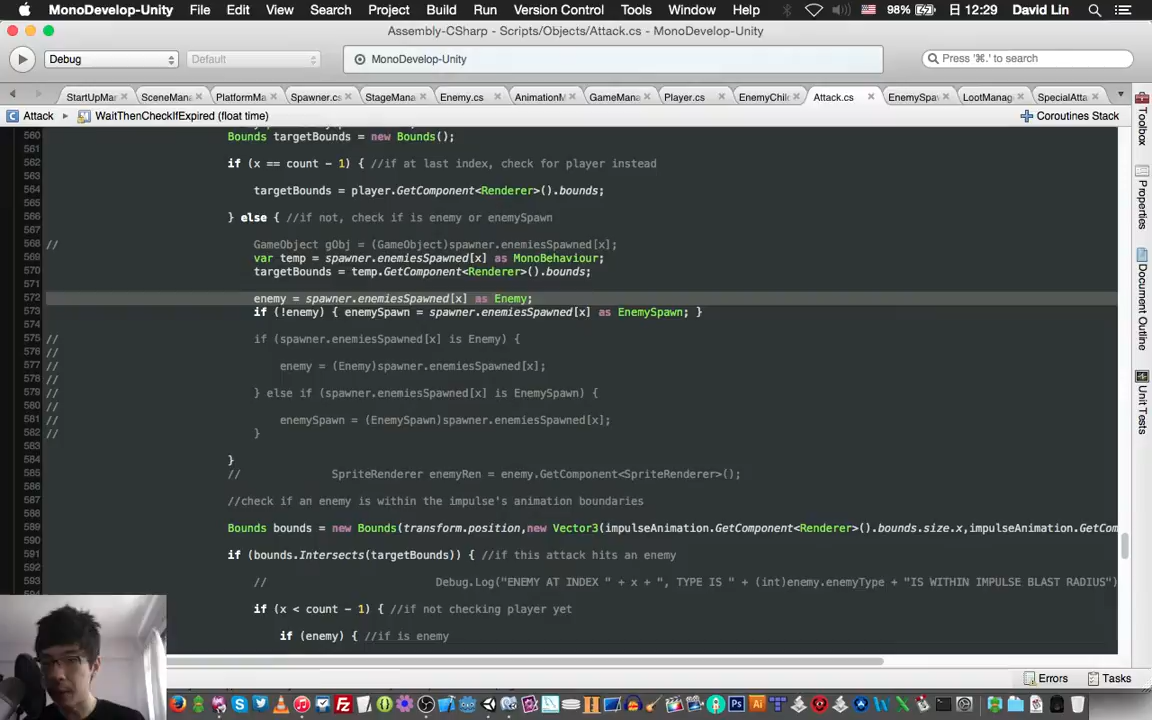 MonoDevelop-Unity File Edit View Search Project Build Run Version Control Tools Window Help 98% 日 12:29 David Lin
Assembly-CSharp - Scripts/Objects/Attack.cs - MonoDevelop-Unity
Debug Default MonoDevelop-Unity Press '⌘.' to search
StartUpMar SceneMana PlatformMa Spawner.cs StageMana Enemy.cs AnimationM GameMana Player.cs EnemyChil Attack.cs EnemySpa LootManag SpecialAtta
Attack WaitThenCheckIfExpired (float time) Coroutines Stack
560 Bounds targetBounds = new Bounds();
561
562 if (x == count - 1) { //if at last index, check for player instead
563
564 targetBounds = player.GetComponent<Renderer>().bounds;
565
566 } else { //if not, check if is enemy or enemySpawn
567
568 // GameObject gObj = (GameObject)spawner.enemiesSpawned[x];
569 var temp = spawner.enemiesSpawned[x] as MonoBehaviour;
570 targetBounds = temp.GetComponent<Renderer>().bounds;
571
572 enemy = spawner.enemiesSpawned[x] as Enemy;
573 if (!enemy) { enemySpawn = spawner.enemiesSpawned[x] as EnemySpawn; }
574
575 // if (spawner.enemiesSpawned[x] is Enemy) {
576 //
577 // enemy = (Enemy)spawner.enemiesSpawned[x];
578 //
579 // } else if (spawner.enemiesSpawned[x] is EnemySpawn) {
580 //
581 // enemySpawn = (EnemySpawn)spawner.enemiesSpawned[x];
582 // }
583
584 }
585 // SpriteRenderer enemyRen = enemy.GetComponent<SpriteRenderer>();
586
587 //check if an enemy is within the impulse's animation boundaries
588
589 Bounds bounds = new Bounds(transform.position,new Vector3(impulseAnimation.GetComponent<Renderer>().bounds.size.x,impulseAnimation.GetCom
590
591 if (bounds.Intersects(targetBounds)) { //if this attack hits an enemy
592
593 // Debug.Log("ENEMY AT INDEX " + x + ", TYPE IS " + (int)enemy.enemyType + "IS WITHIN IMPULSE BLAST RADIUS")
if (x < count - 1) { //if not checking player yet
if (enemy) { //if is enemy
Toolbox
Properties
Document Outline
Unit Tests
Errors Tasks